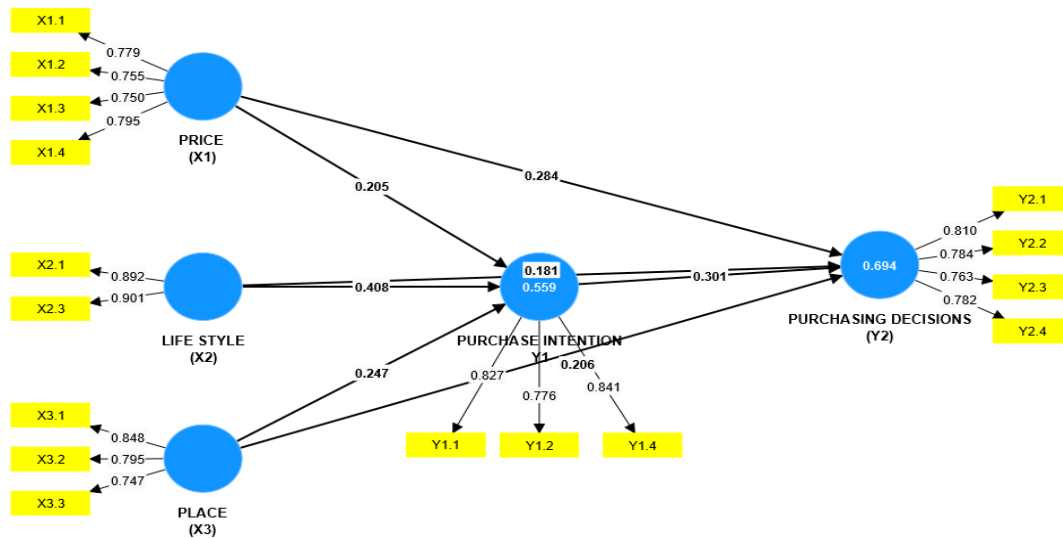 X1.1
0.779
X1.2
0.755
X1.3
0.750
0.795
X1.4
PRICE
(X1)
0.205
0.284
X2.1
0.892
X2.3
0.901
LIFE STYLE
(X2)
0.408
0.181
0.559
0.301
PURCHASE INTENTION
Y1
0.247
0.206
0.827
0.776
0.841
Y1.1
Y1.2
Y1.4
X3.1
0.848
X3.2
0.795
0.747
X3.3
PLACE
(X3)
0.694
PURCHASING DECISIONS
(Y2)
Y2.1
0.810
Y2.2
0.784
0.763
Y2.3
0.782
Y2.4